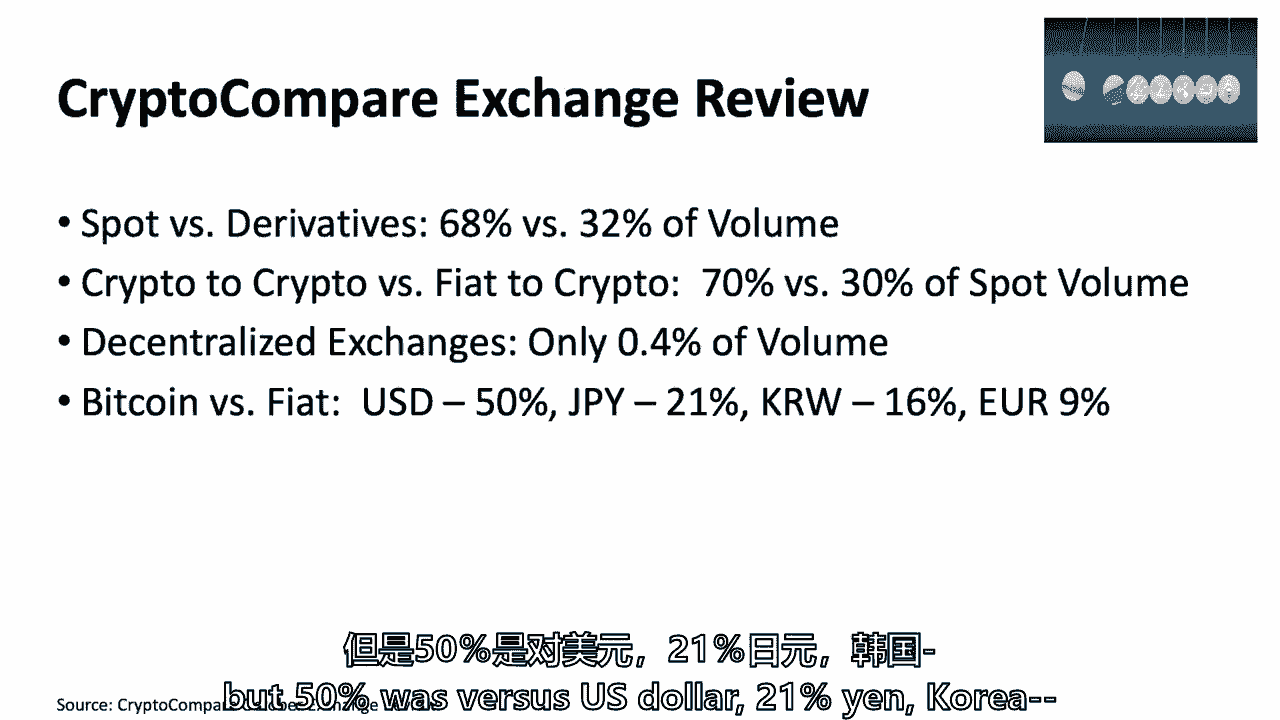 CryptoCompare Exchange Review
• Spot vs. Derivatives: 68% vs. 32% of Volume
• Crypto to Crypto vs. Fiat to Crypto: 70% vs. 30% of Spot Volume
• Decentralized Exchanges: Only 0.4% of Volume
• Bitcoin vs. Fiat: USD – 50%, JPY – 21%, KRW – 16%, EUR 9%
但是50%是对美元，21%日元，韩国-
but 50% was versus US dollar, 21% yen, Korea--
Source: CryptoCompare